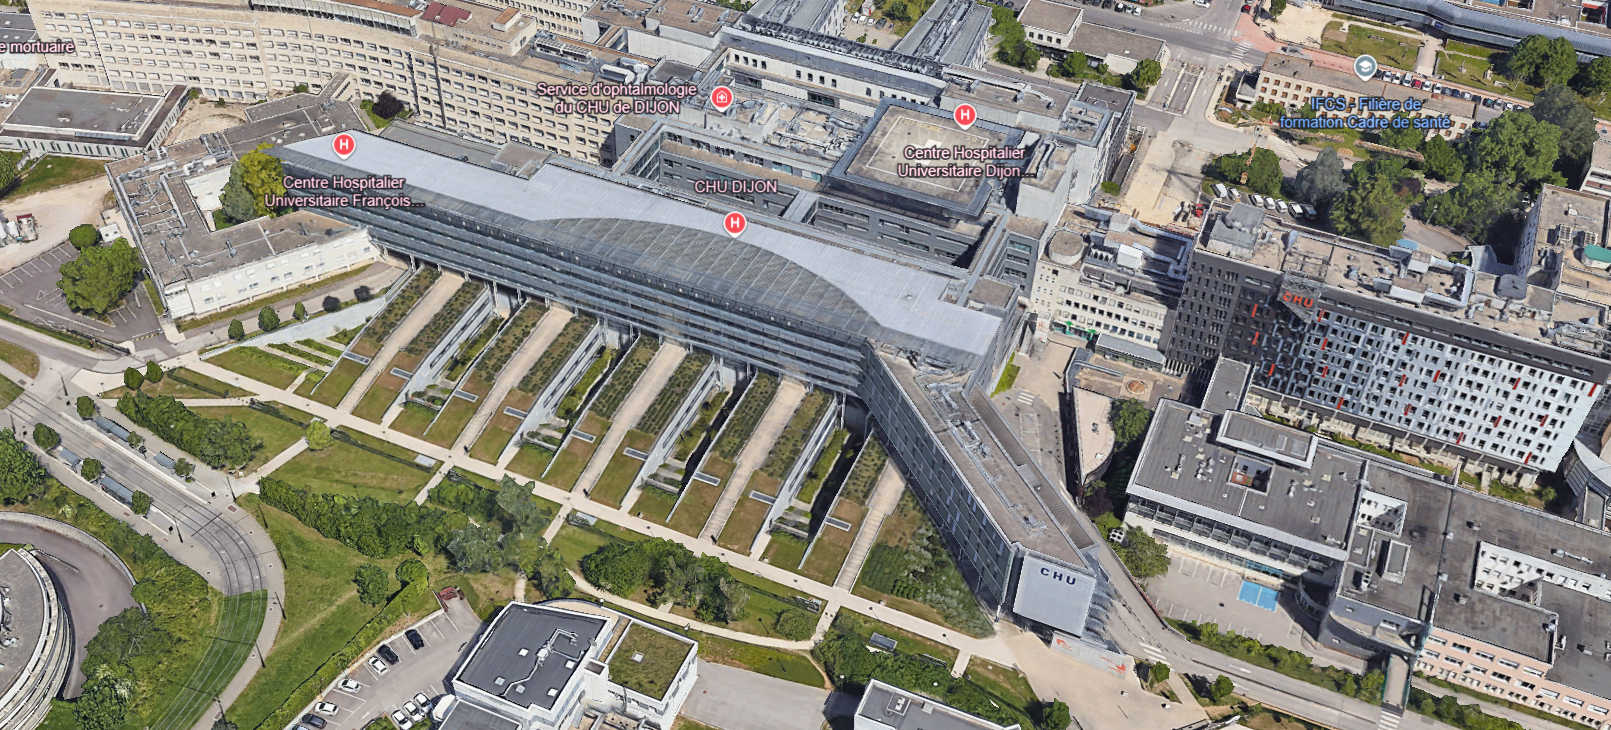 e mortuaire
Service d'ophtalmologie
du CHU de DIJON
IFCS - Filière de
formation Cadre de santé
Centre Hospitalier
Universitaire Dijon...
Centre Hospitalier
Universitaire François...
CHU DIJON
H
H
H
CHU
CHU